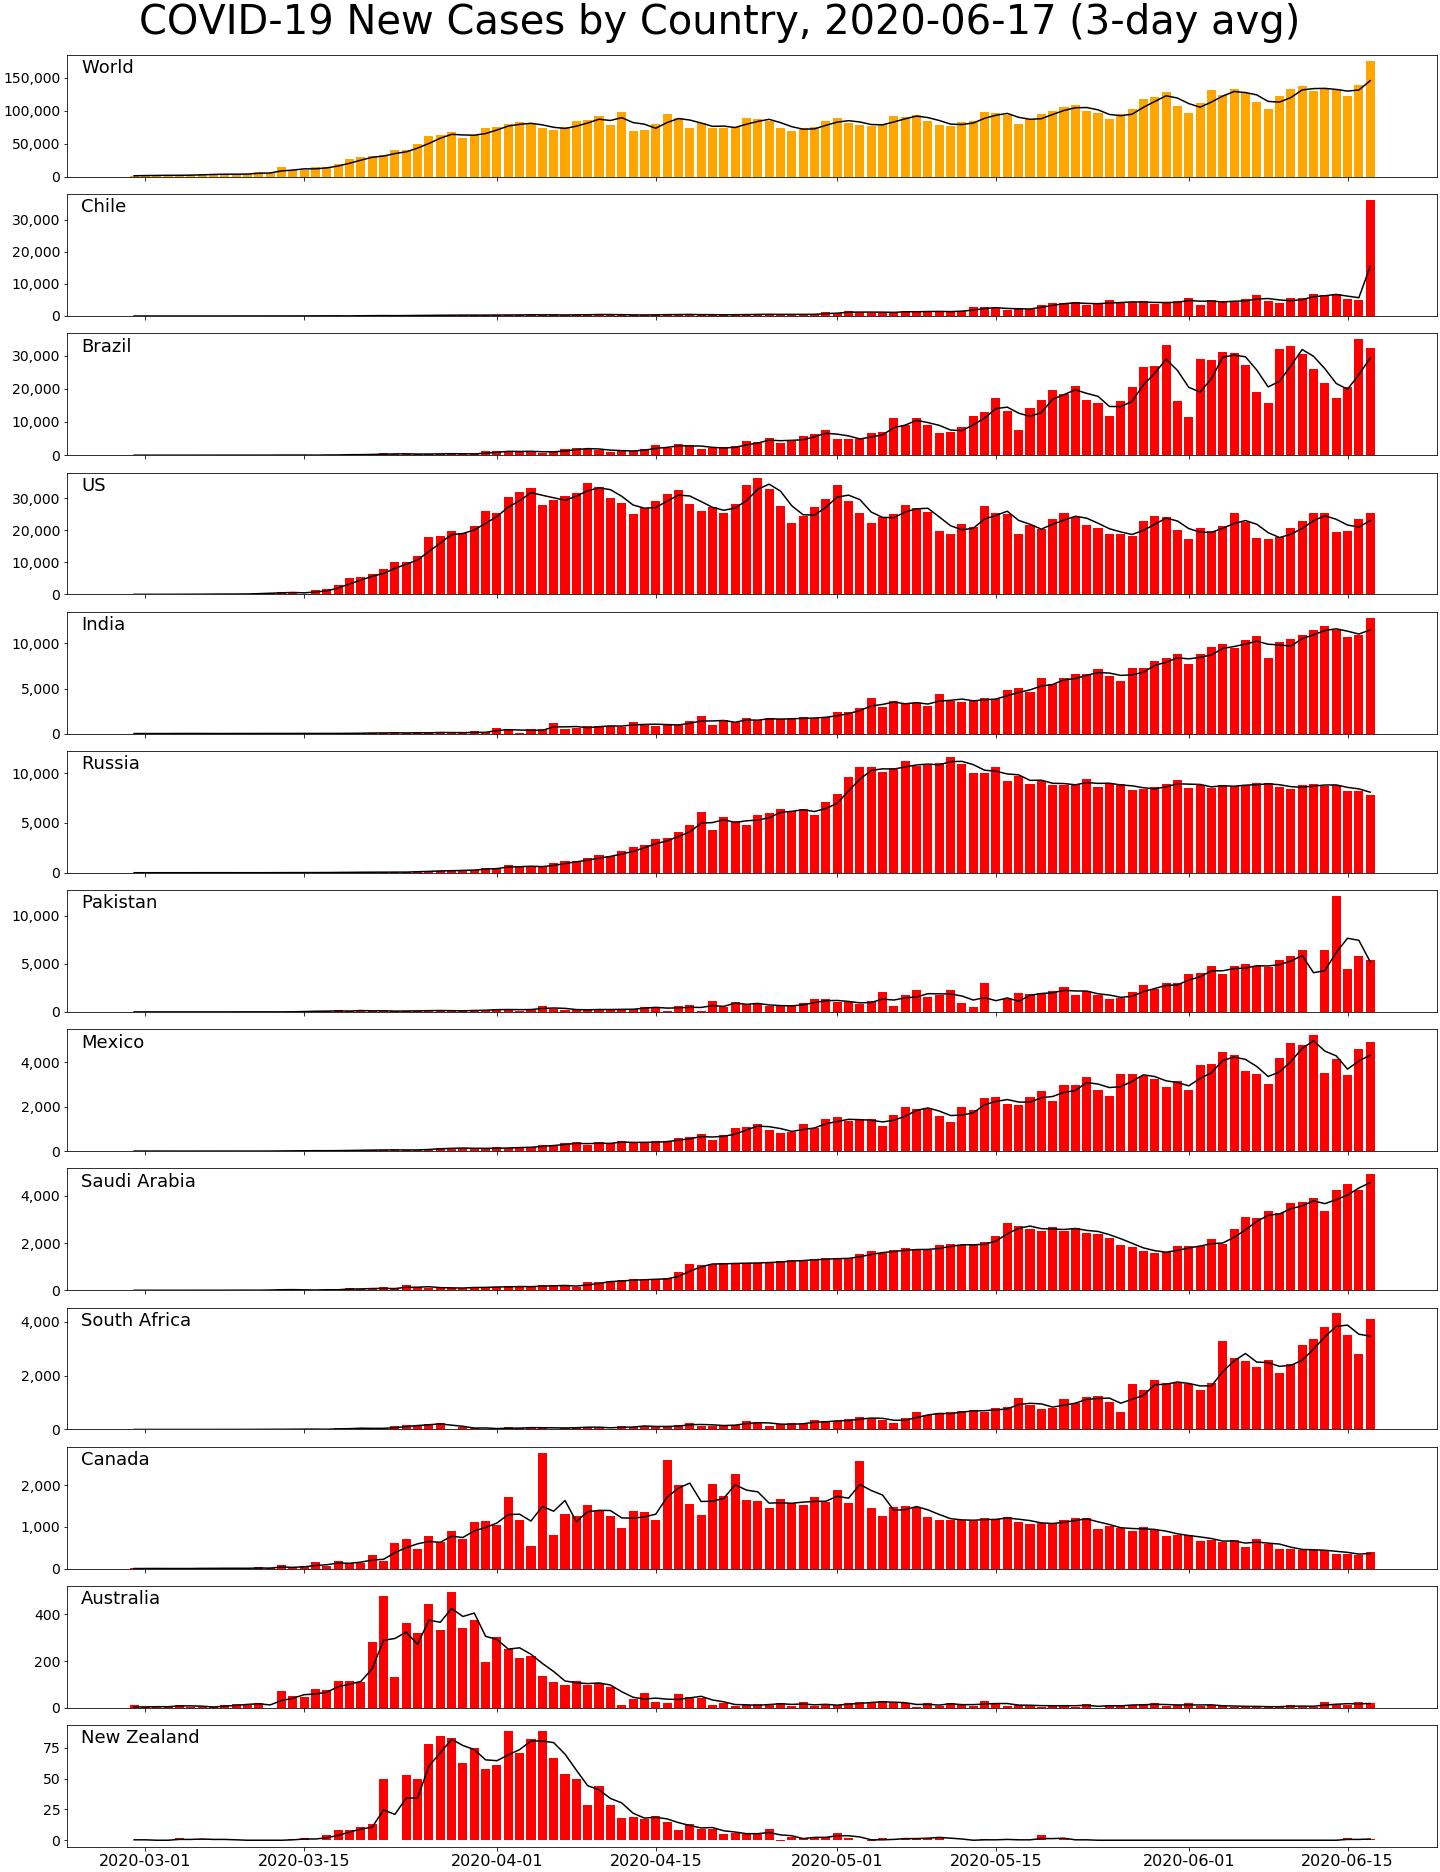 COVID-19 New Cases by Country, 2020-06-17 (3-day avg)
World
150,000
100,000
50,000
0
Chile
30,000
20,000
10,000
0
Brazil
30,000
20,000
10,000
0
US
30,000
20,000
10,000
0
India
10,000
5,000
0
Russia
10,000
5,000
0
Pakistan
10,000
5,000
0
Mexico
4,000
2,000
0
Saudi Arabia
4,000
2,000
0
South Africa
4,000
2,000
0
Canada
2,000
1,000
0
Australia
400
200
0
New Zealand
75
50
25
0
2020-03-01 2020-03-15 2020-04-01 2020-04-15 2020-05-01 2020-05-15 2020-06-01 2020-06-15